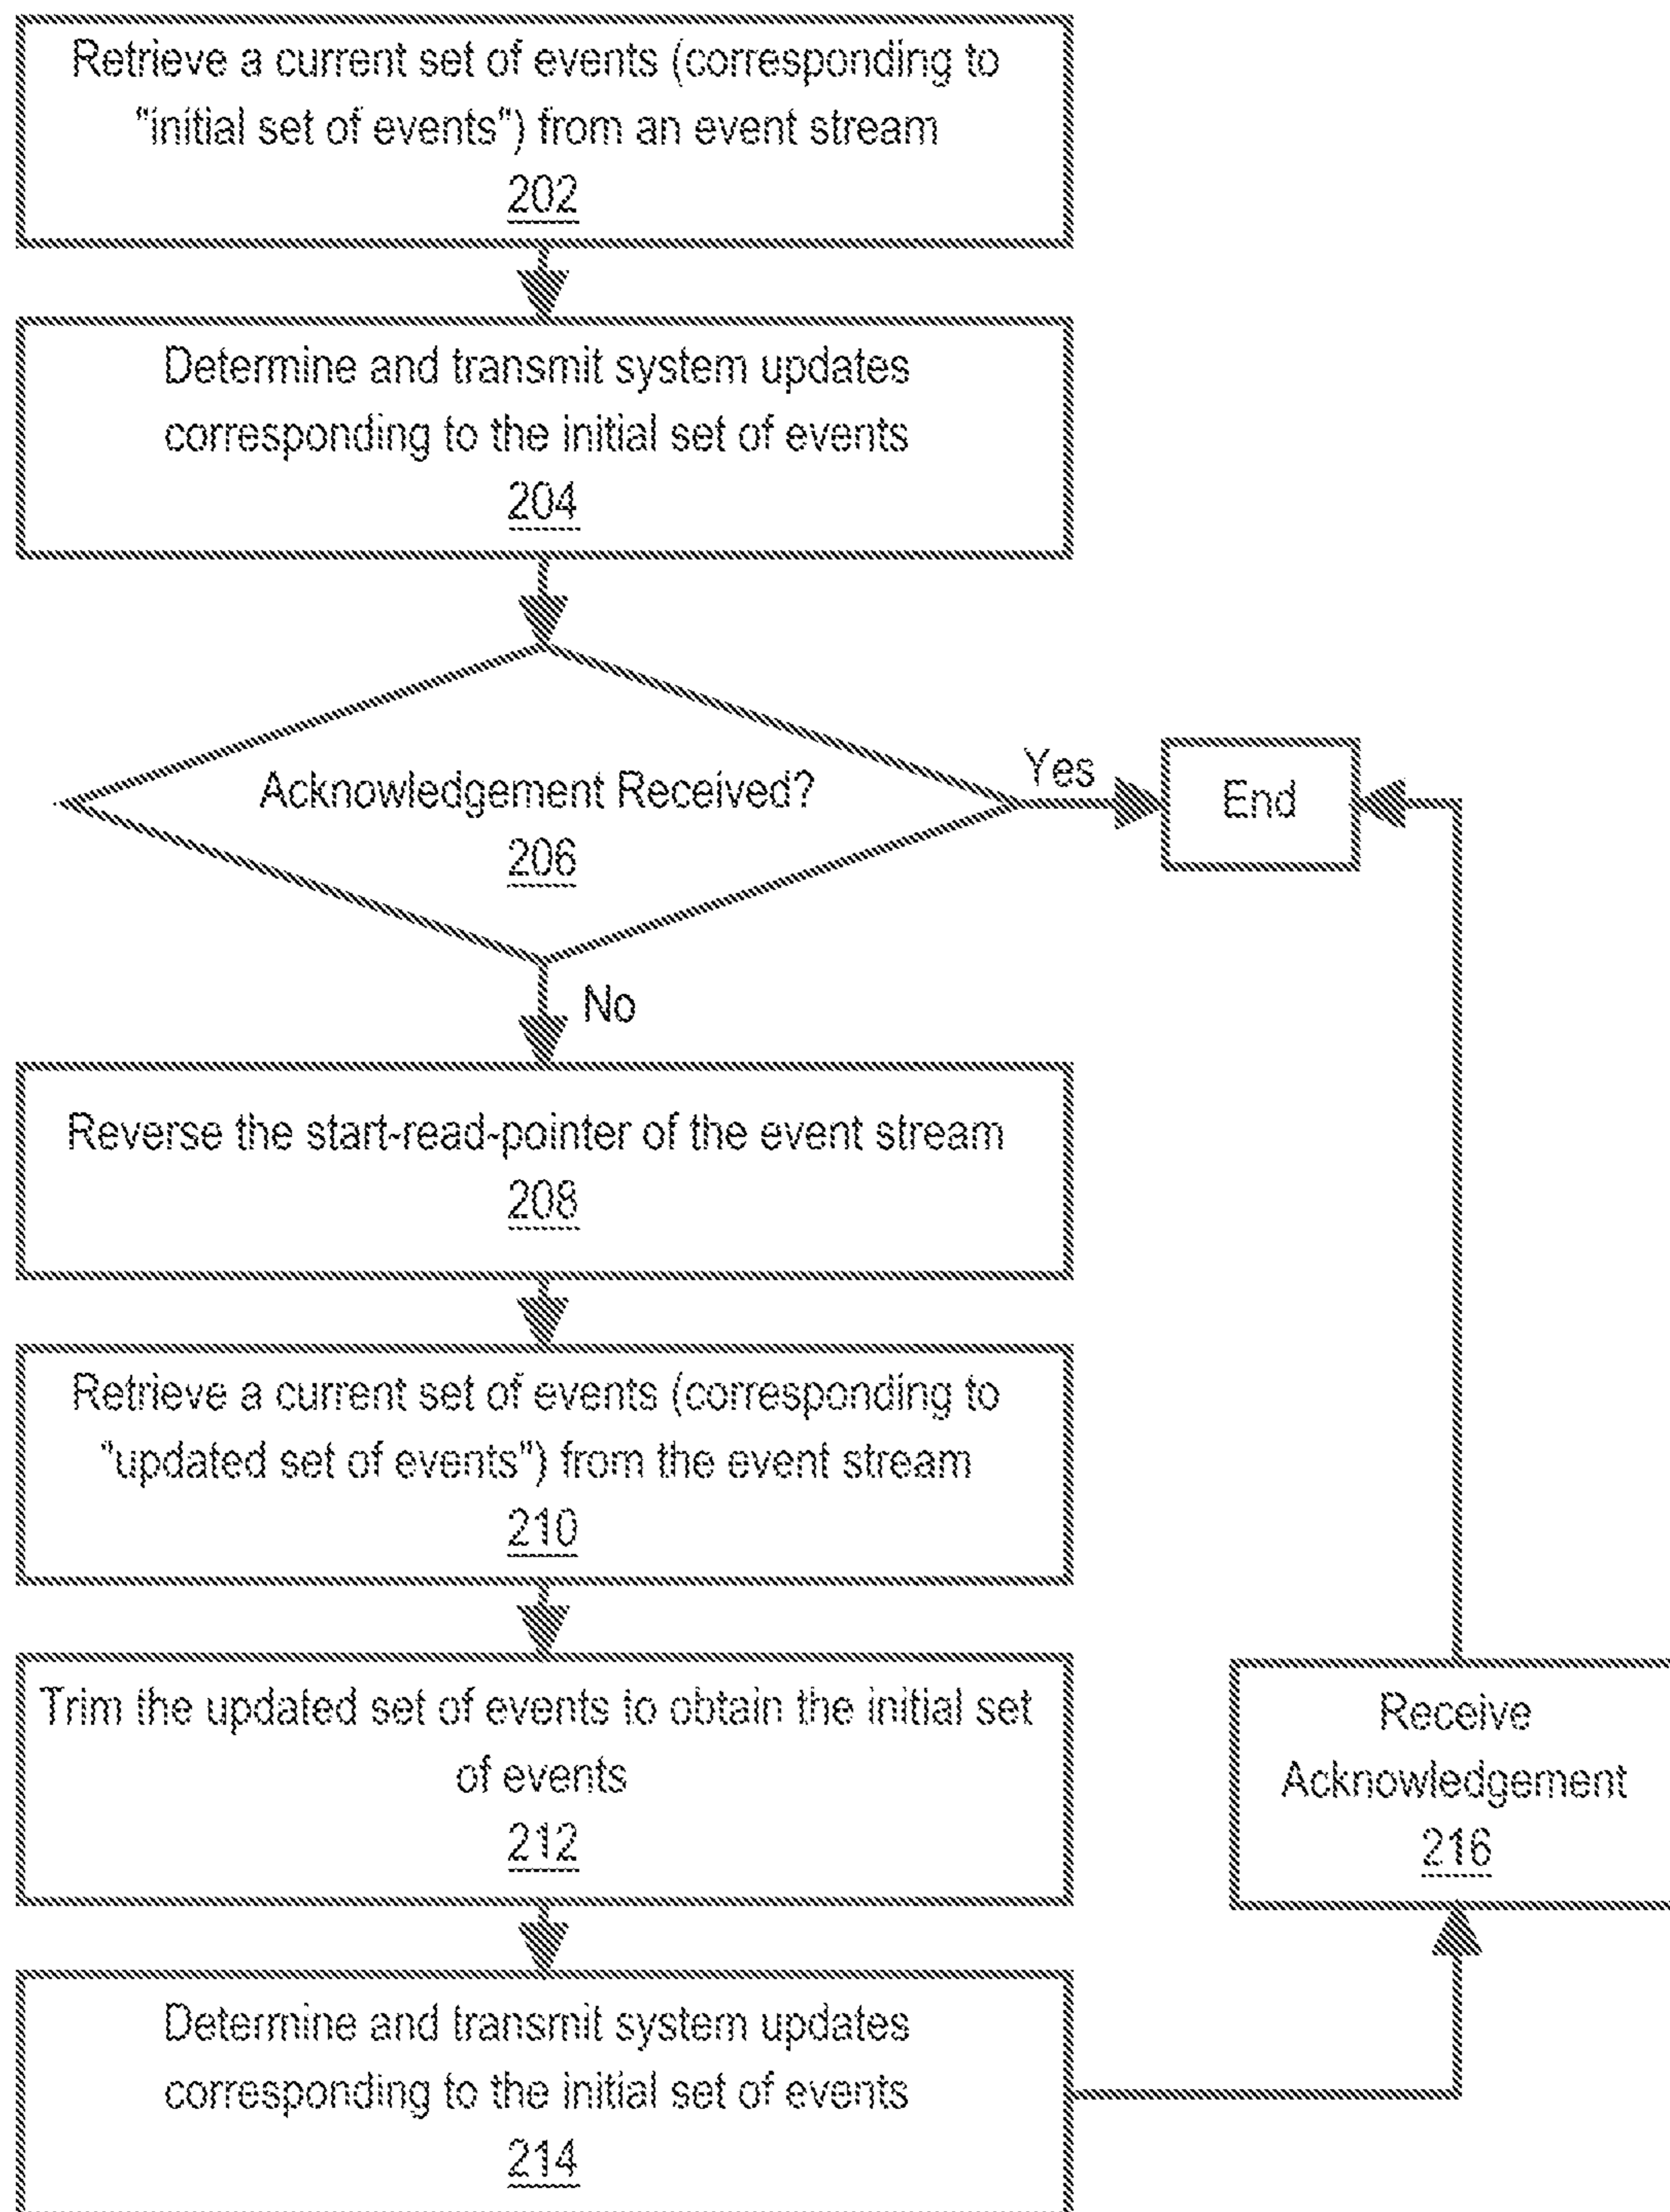 Retrieve a current set of events (corresponding to
"initial set of events") from an event stream
202
Determine and transmit system updates
corresponding to the initial set of events
204
Acknowledgement Received?
206
Yes
End
No
Reverse the start-read-pointer of the event stream
208
Retrieve a current set of events (corresponding to
"updated set of events") from the event stream
210
Trim the updated set of events to obtain the initial set
of events
212
Receive
Acknowledgement
216
Determine and transmit system updates
corresponding to the initial set of events
214